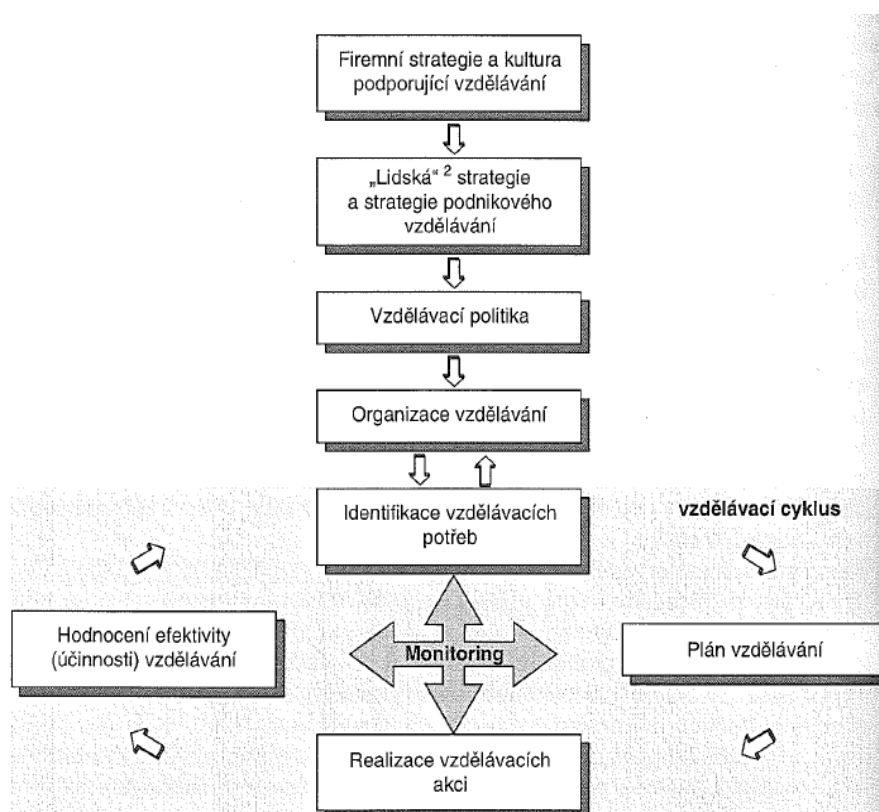 Firemní strategie a kultura
podporující vzdělávání
„Lidská“ 2 strategie
a strategie podnikového
vzdělávání
Vzdělávací politika
Organizace vzdělávání
Identifikace vzdělávacích
potřeb
vzdělávací cyklus
Hodnocení efektivity
(účinnosti) vzdělávání
Monitoring
Plán vzdělávání
Realizace vzdělávacích
akci